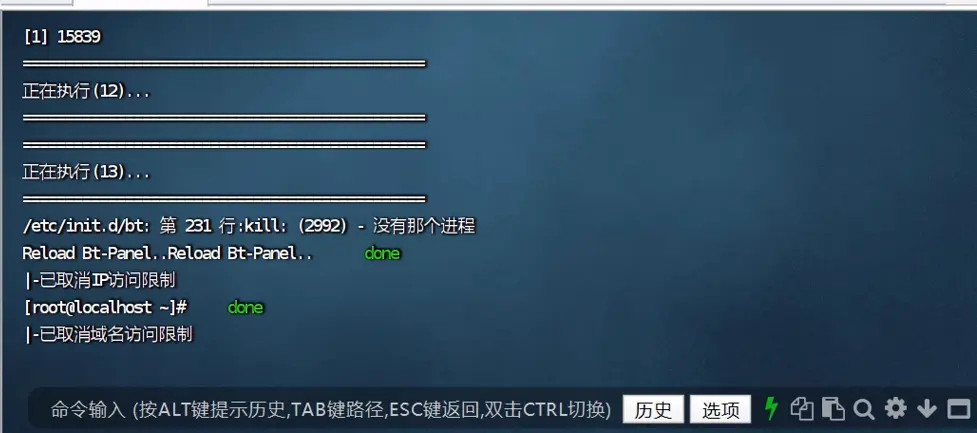 [1] 15839
==================================================
正在执行(12)...
==================================================
==================================================
正在执行(13)...
==================================================
/etc/init.d/bt: 第 231 行:kill: (2992) - 没有那个进程
Reload Bt-Panel..Reload Bt-Panel.. done
|-已取消IP访问限制
[root@localhost ~]# done
|-已取消域名访问限制
命令输入 (按ALT键提示历史,TAB键路径,ESC键返回,双击CTRL切换) 历史 选项